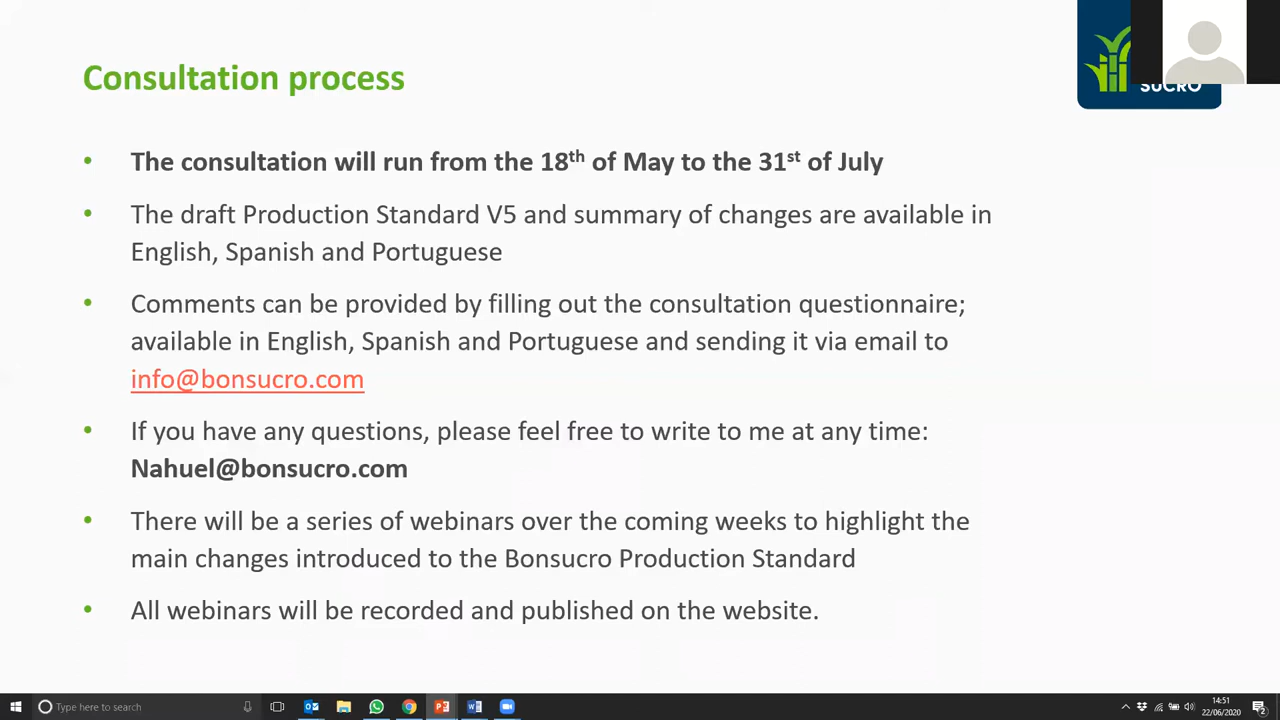 Consultation process
SUCRO
• The consultation will run from the 18th of May to the 31st of July
• The draft Production Standard V5 and summary of changes are available in
English, Spanish and Portuguese
• Comments can be provided by filling out the consultation questionnaire;
available in English, Spanish and Portuguese and sending it via email to
info@bonsucro.com
• If you have any questions, please feel free to write to me at any time:
Nahuel@bonsucro.com
• There will be a series of webinars over the coming weeks to highlight the
main changes introduced to the Bonsucro Production Standard
• All webinars will be recorded and published on the website.
Type here to search
14:51
22/06/2020
2